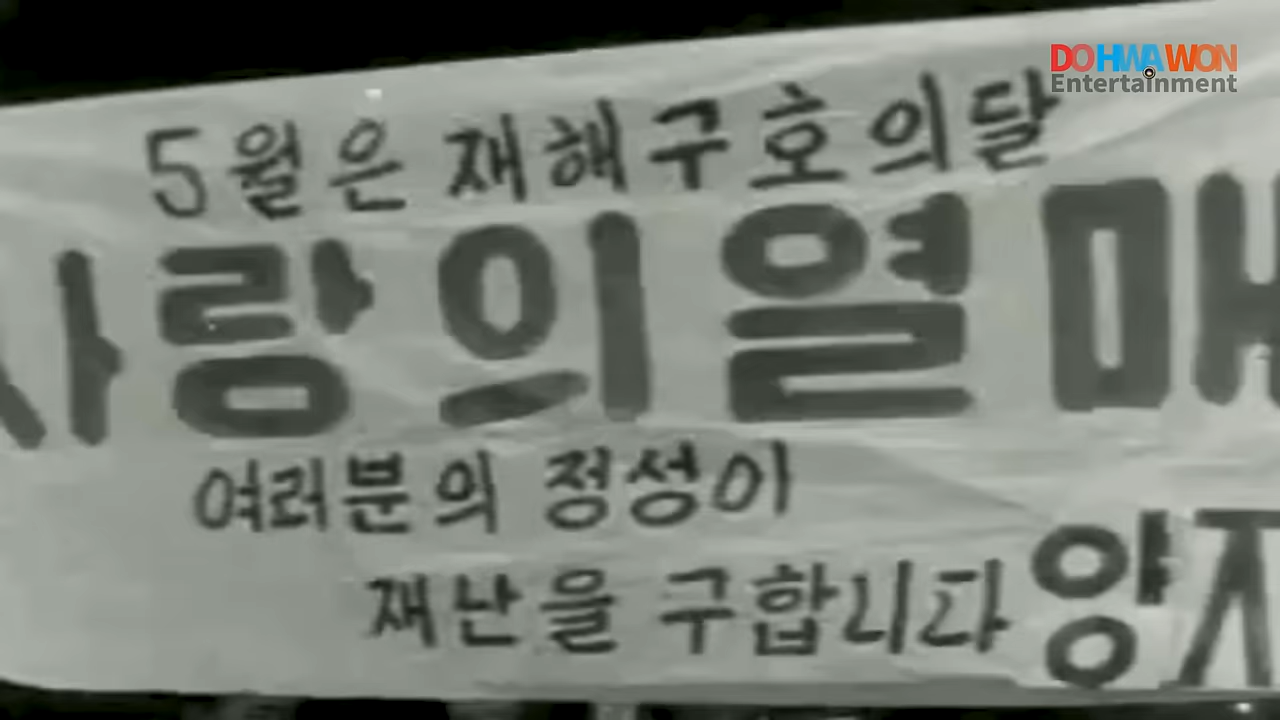 DOHWAWON
Entertainment
5월은 재해구호의달
사랑의 열매
여러분의 정성이
재난을 구합니다